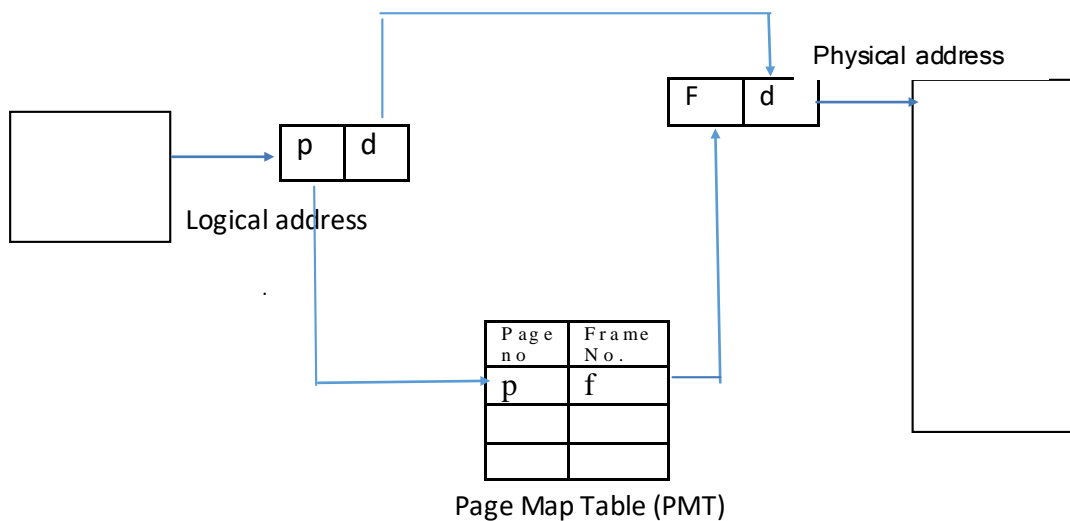 Physical address
F d
p d
Logical address
.
Page no Frame No.
p f
Page Map Table (PMT)